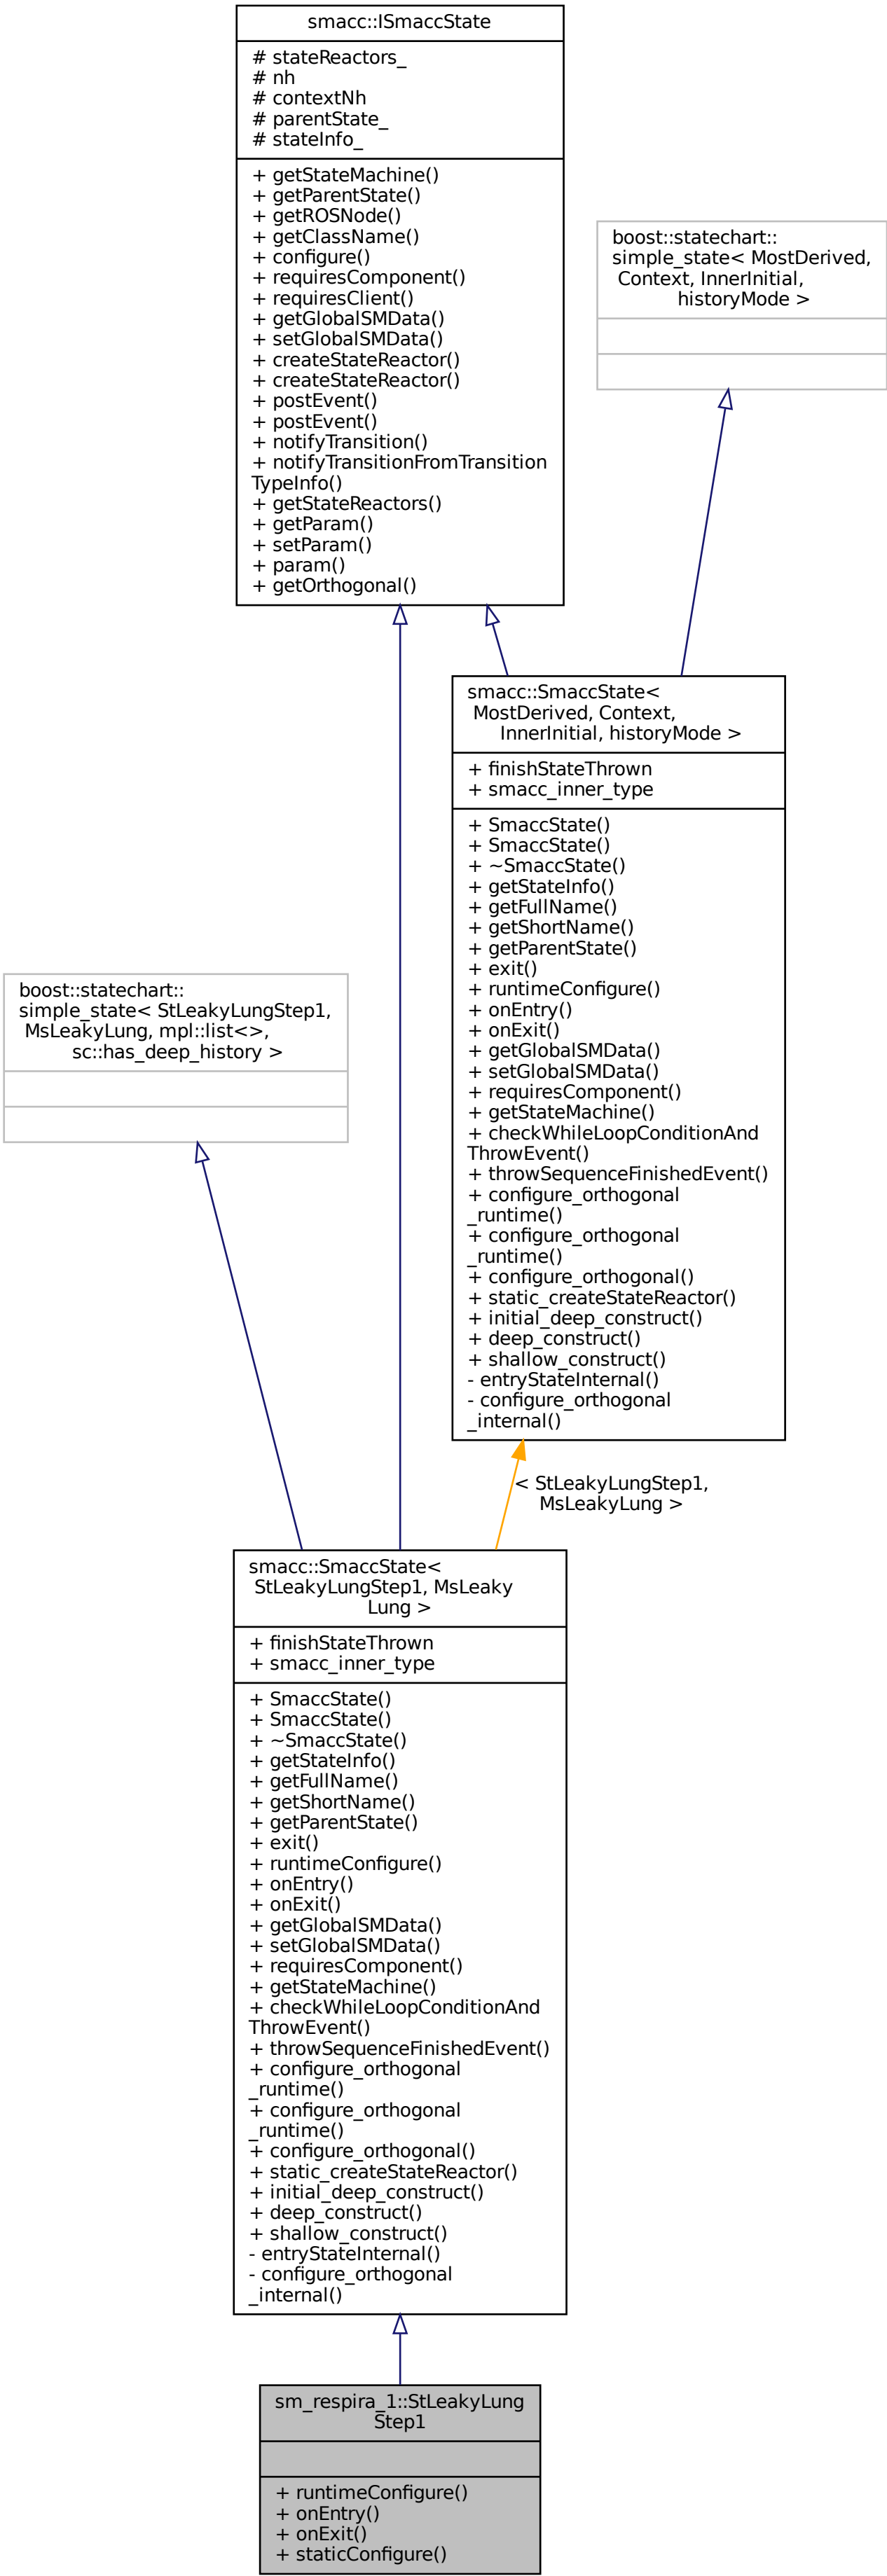 smacc::ISmaccState
# stateReactors_
# nh
# contextNh
# parentState_
# stateInfo_
+ getStateMachine()
+ getParentState()
+ getROSNode()
+ getClassName()
+ configure()
+ requiresComponent()
+ requiresClient()
+ getGlobalSMData()
+ setGlobalSMData()
+ createStateReactor()
+ createStateReactor()
+ postEvent()
+ postEvent()
+ notifyTransition()
+ notifyTransitionFromTransition
TypeInfo()
+ getStateReactors()
+ getParam()
+ setParam()
+ param()
+ getOrthogonal()
boost::statechart::
simple_state< MostDerived,
Context, InnerInitial,
historyMode >
smacc::SmaccState<
MostDerived, Context,
InnerInitial, historyMode >
+ finishStateThrown
+ smacc_inner_type
+ SmaccState()
+ SmaccState()
+ ~SmaccState()
+ getStateInfo()
+ getFullName()
+ getShortName()
+ getParentState()
+ exit()
+ runtimeConfigure()
+ onEntry()
+ onExit()
+ getGlobalSMData()
+ setGlobalSMData()
+ requiresComponent()
+ getStateMachine()
+ checkWhileLoopConditionAnd
ThrowEvent()
+ throwSequenceFinishedEvent()
+ configure_orthogonal
_runtime()
+ configure_orthogonal
_runtime()
+ configure_orthogonal()
+ static_createStateReactor()
+ initial_deep_construct()
+ deep_construct()
+ shallow_construct()
- entryStateInternal()
- configure_orthogonal
_internal()
boost::statechart::
simple_state< StLeakyLungStep1,
MsLeakyLung, mpl::list<>,
sc::has_deep_history >
< StLeakyLungStep1,
MsLeakyLung >
smacc::SmaccState<
StLeakyLungStep1, MsLeaky
Lung >
+ finishStateThrown
+ smacc_inner_type
+ SmaccState()
+ SmaccState()
+ ~SmaccState()
+ getStateInfo()
+ getFullName()
+ getShortName()
+ getParentState()
+ exit()
+ runtimeConfigure()
+ onEntry()
+ onExit()
+ getGlobalSMData()
+ setGlobalSMData()
+ requiresComponent()
+ getStateMachine()
+ checkWhileLoopConditionAnd
ThrowEvent()
+ throwSequenceFinishedEvent()
+ configure_orthogonal
_runtime()
+ configure_orthogonal
_runtime()
+ configure_orthogonal()
+ static_createStateReactor()
+ initial_deep_construct()
+ deep_construct()
+ shallow_construct()
- entryStateInternal()
- configure_orthogonal
_internal()
sm_respira_1::StLeakyLung
Step1
+ runtimeConfigure()
+ onEntry()
+ onExit()
+ staticConfigure()